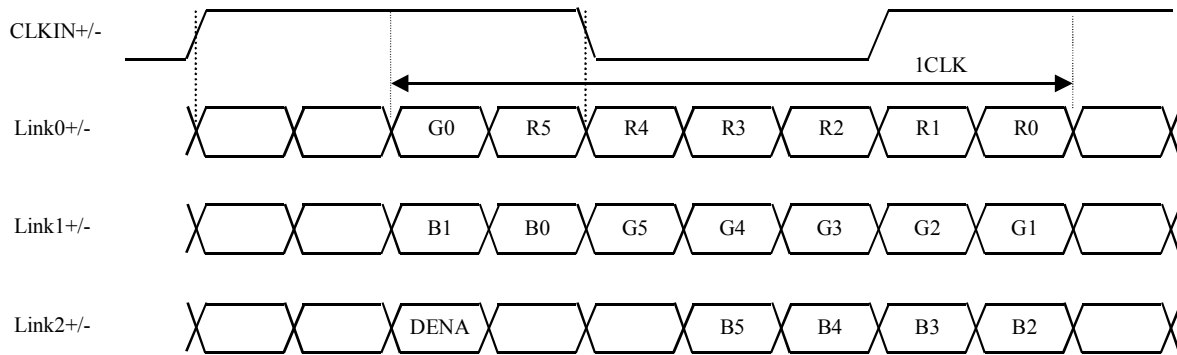 CLKIN+/-
1CLK
Link0+/- G0 R5 R4 R3 R2 R1 R0
Link1+/- B1 B0 G5 G4 G3 G2 G1
Link2+/- DENA B5 B4 B3 B2